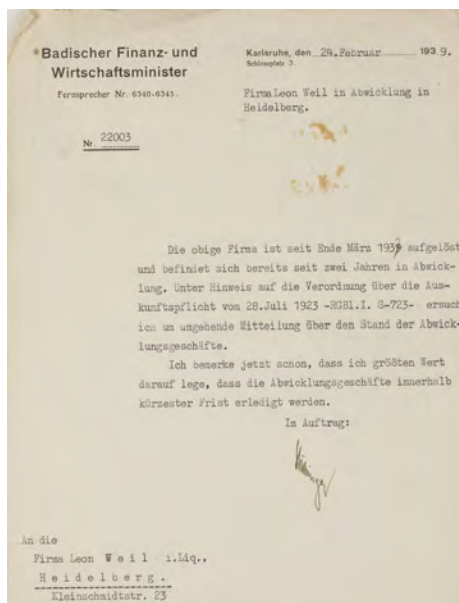 Badischer Finanz- und
Wirtschaftsminister
Fernsprecher Nr. 6340-6345.
Nr. 22003
Karlsruhe, den 24. Februar 1939.
Schlossplatz 3.
Firma Leon Weil in Abwicklung in
Heidelberg.
Die obige Firma ist seit Ende März 1937 aufgelöst
und befindet sich bereits seit zwei Jahren in Abwick-
lung. Unter Hinweis auf die Verordnung über die Aus-
kunftspflicht vom 28.Juli 1923 -RGBl.I. S-723- ersuch
ich um umgehende Mitteilung über den Stand der Abwick-
lungsgeschäfte.
Ich bemerke jetzt schon, dass ich größten Wert
darauf lege, dass die Abwicklungsgeschäfte innerhalb
kürzester Frist erledigt werden.
Im Auftrag:
An die
Firma Leon Weil i.Liq.,
Heidelberg.
Kleinschmidtstr. 23